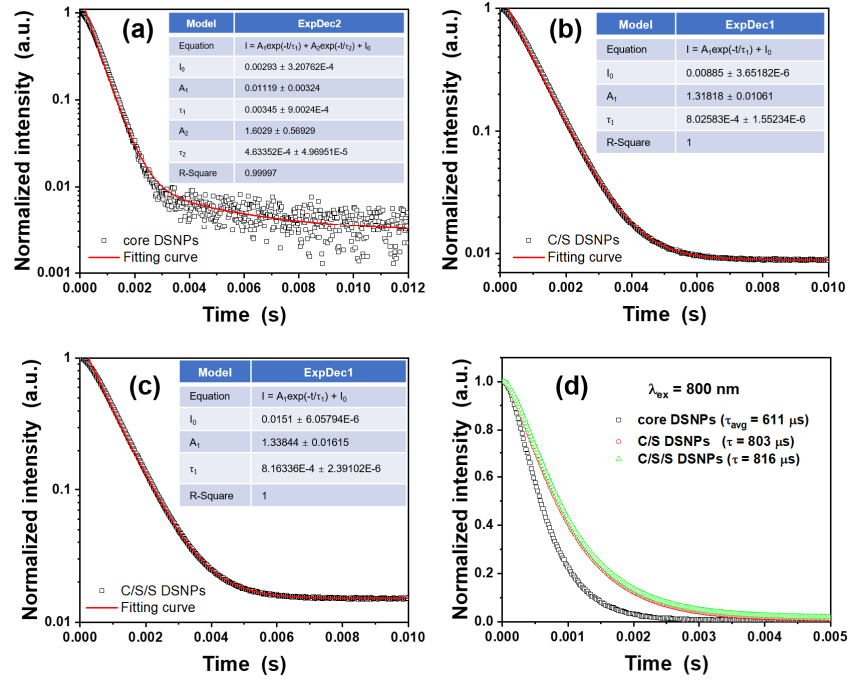 (a)
Model ExpDec2
Equation I = A₁exp(-t/τ₁) + A₂exp(-t/τ₂) + I₀
I₀ 0.00293 ± 3.20762E-4
A₁ 0.01119 ± 0.00324
τ₁ 0.00345 ± 9.0024E-4
A₂ 1.6029 ± 0.56929
τ₂ 4.63352E-4 ± 4.96951E-5
R-Square 0.99997
Normalized intensity (a.u.)
1
0.1
0.01
0.001
core DSNPs
Fitting curve
0.000 0.002 0.004 0.006 0.008 0.010 0.012
Time (s)
(b)
Model ExpDec1
Equation I = A₁exp(-t/τ₁) + I₀
I₀ 0.00885 ± 3.65182E-6
A₁ 1.31818 ± 0.01061
τ₁ 8.02583E-4 ± 1.55234E-6
R-Square 1
Normalized intensity (a.u.)
1
0.1
0.01
C/S DSNPs
Fitting curve
0.000 0.002 0.004 0.006 0.008 0.010
Time (s)
(c)
Model ExpDec1
Equation I = A₁exp(-t/τ₁) + I₀
I₀ 0.0151 ± 6.05794E-6
A₁ 1.33844 ± 0.01615
τ₁ 8.16336E-4 ± 2.39102E-6
R-Square 1
Normalized intensity (a.u.)
1
0.1
0.01
C/S/S DSNPs
Fitting curve
0.000 0.002 0.004 0.006 0.008 0.010
Time (s)
(d)
λex = 800 nm
core DSNPs (τavg = 611 μs)
C/S DSNPs (τ = 803 μs)
C/S/S DSNPs (τ = 816 μs)
Normalized intensity (a.u.)
1.0
0.8
0.6
0.4
0.2
0.0
0.000 0.001 0.002 0.003 0.004 0.005
Time (s)